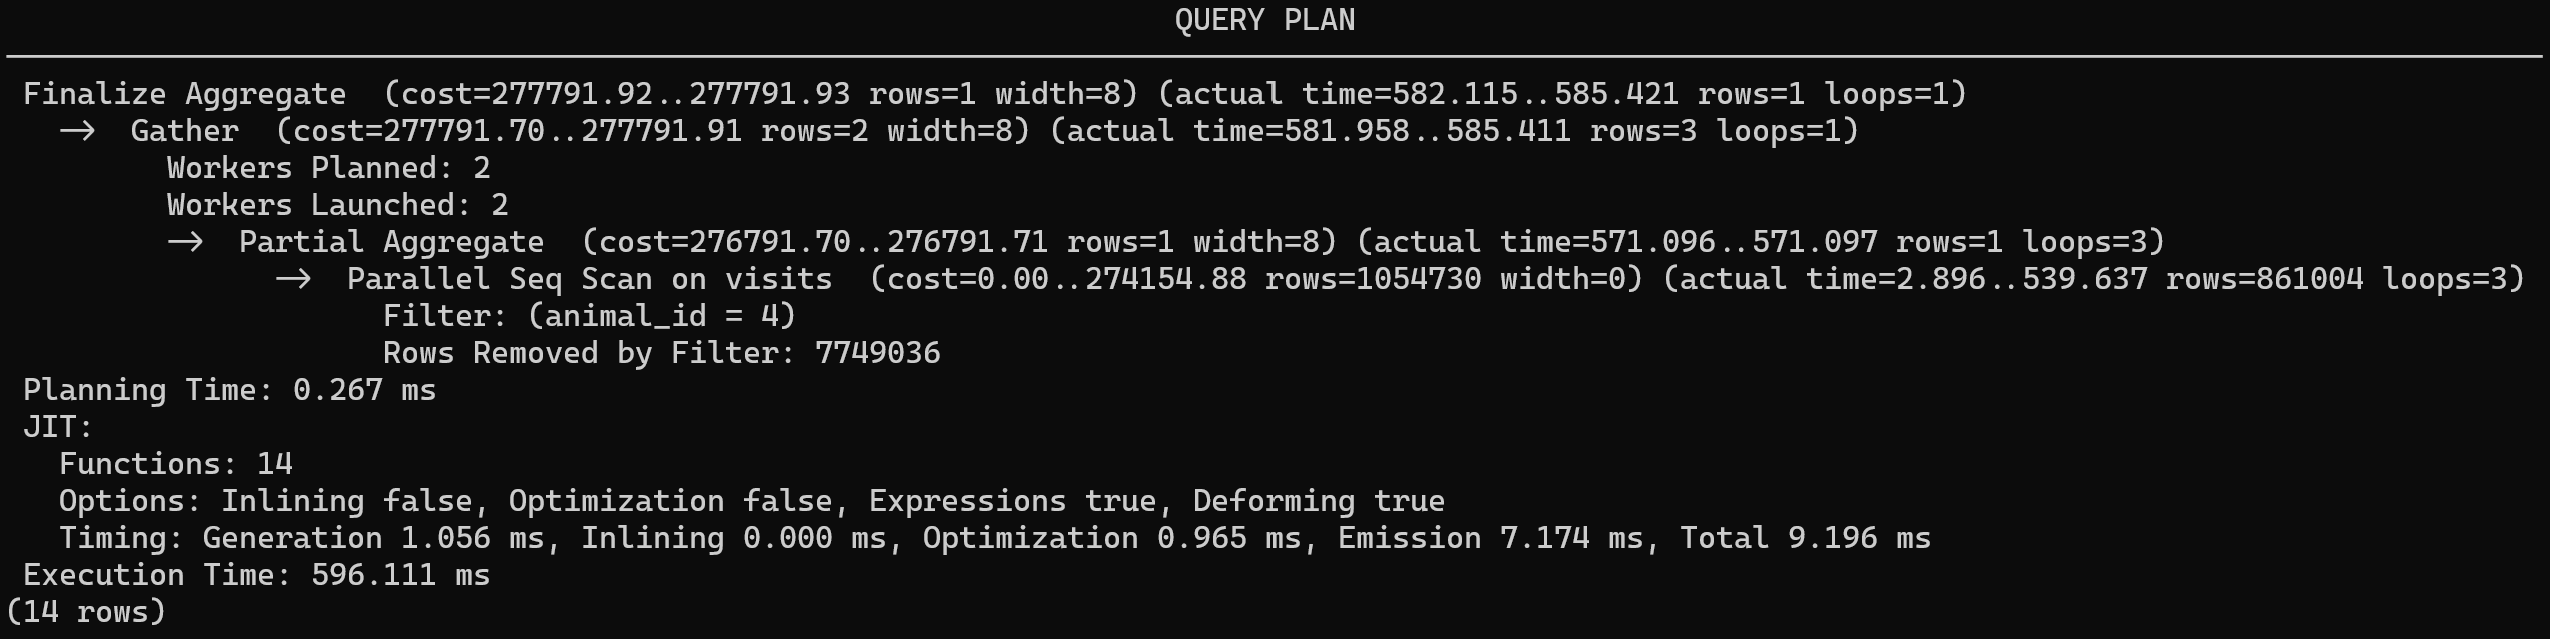 QUERY PLAN
Finalize Aggregate  (cost=277791.92..277791.93 rows=1 width=8) (actual time=582.115..585.421 rows=1 loops=1)
  ->  Gather  (cost=277791.70..277791.91 rows=2 width=8) (actual time=581.958..585.411 rows=3 loops=1)
        Workers Planned: 2
        Workers Launched: 2
        ->  Partial Aggregate  (cost=276791.70..276791.71 rows=1 width=8) (actual time=571.096..571.097 rows=1 loops=3)
              ->  Parallel Seq Scan on visits  (cost=0.00..274154.88 rows=1054730 width=0) (actual time=2.896..539.637 rows=861004 loops=3)
                    Filter: (animal_id = 4)
                    Rows Removed by Filter: 7749036
Planning Time: 0.267 ms
JIT:
  Functions: 14
  Options: Inlining false, Optimization false, Expressions true, Deforming true
  Timing: Generation 1.056 ms, Inlining 0.000 ms, Optimization 0.965 ms, Emission 7.174 ms, Total 9.196 ms
Execution Time: 596.111 ms
(14 rows)